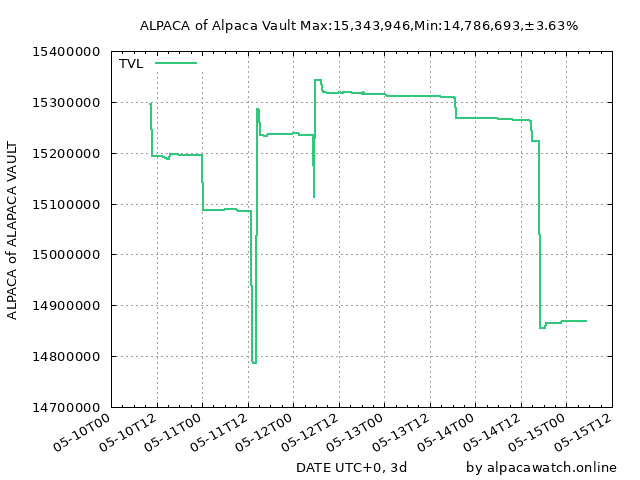 ALPACA of Alpaca Vault Max:15,343,946,Min:14,786,693,±3.63%
TVL
ALPACA of ALAPACA VAULT
15400000
15300000
15200000
15100000
15000000
14900000
14800000
14700000
05-10T00
05-10T12
05-11T00
05-11T12
05-12T00
05-12T12
05-13T00
05-13T12
05-14T00
05-14T12
05-15T00
05-15T12
DATE UTC+0, 3d
by alpacawatch.online